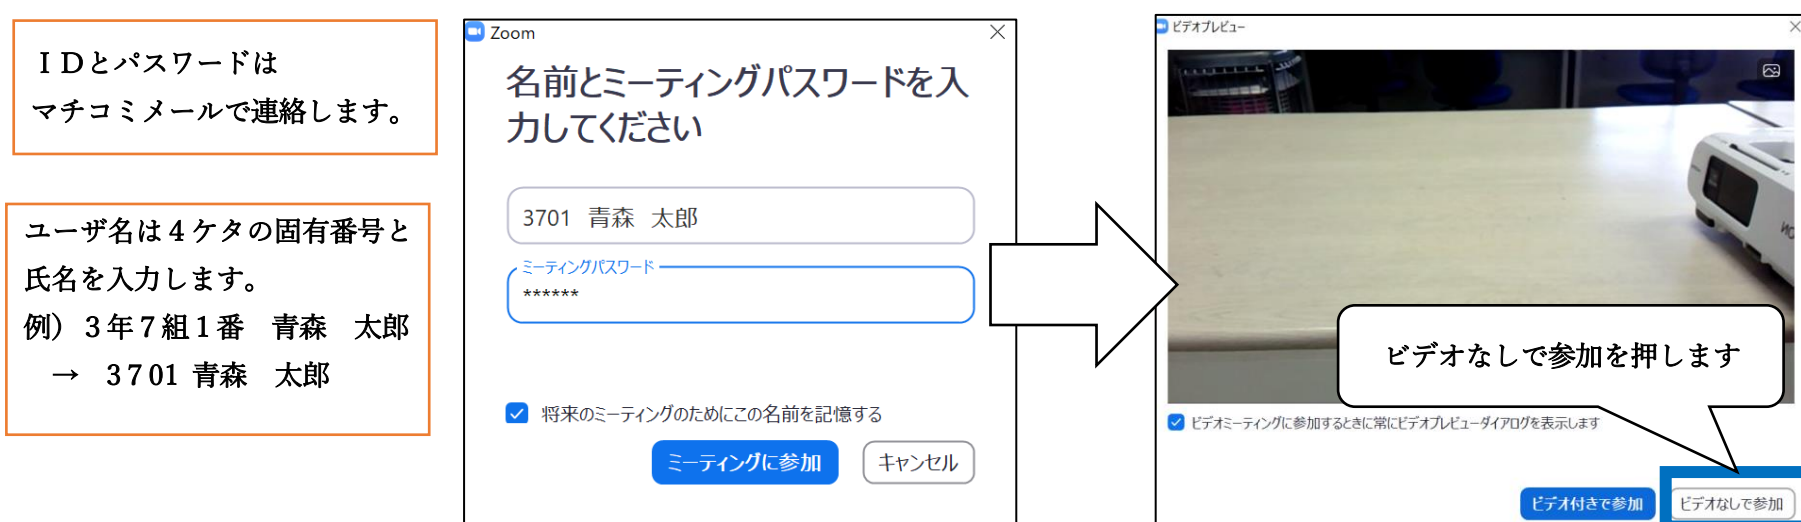 ＩＤとパスワードは
マチコミメールで連絡します。
ユーザ名は４ケタの固有番号と
氏名を入力します。
例）３年７組１番　青森　太郎
→　３７０１ 青森　太郎
Zoom
名前とミーティングパスワードを入
力してください
3701　青森　太郎
ミーティングパスワード
******
将来のミーティングのためにこの名前を記憶する
ミーティングに参加
キャンセル
ビデオプレビュー
ビデオなしで参加を押します
ビデオミーティングに参加するときに常にビデオプレビューダイアログを表示します
ビデオ付きで参加
ビデオなしで参加